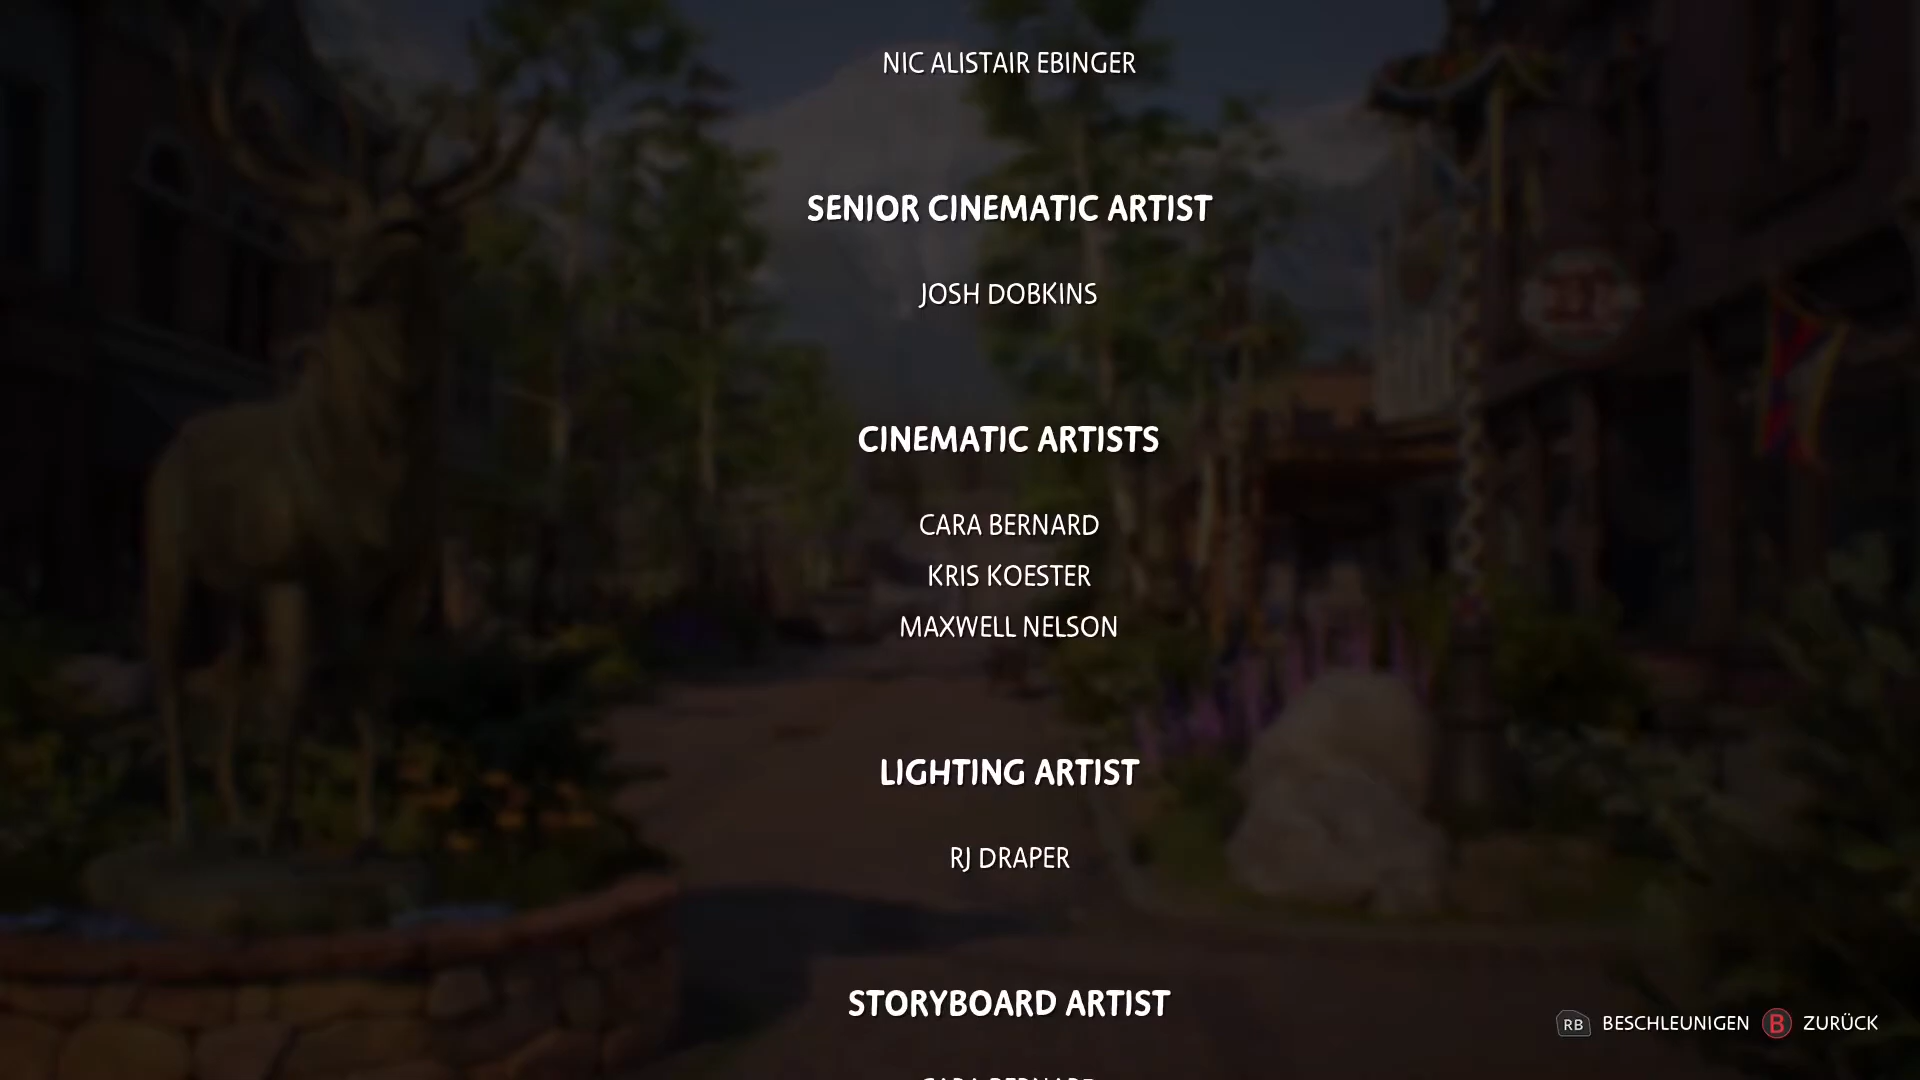 NIC ALISTAIR EBINGER
SENIOR CINEMATIC ARTIST
JOSH DOBKINS
CINEMATIC ARTISTS
CARA BERNARD
KRIS KOESTER
MAXWELL NELSON
LIGHTING ARTIST
RJ DRAPER
STORYBOARD ARTIST
RB BESCHLEUNIGEN B ZURÜCK